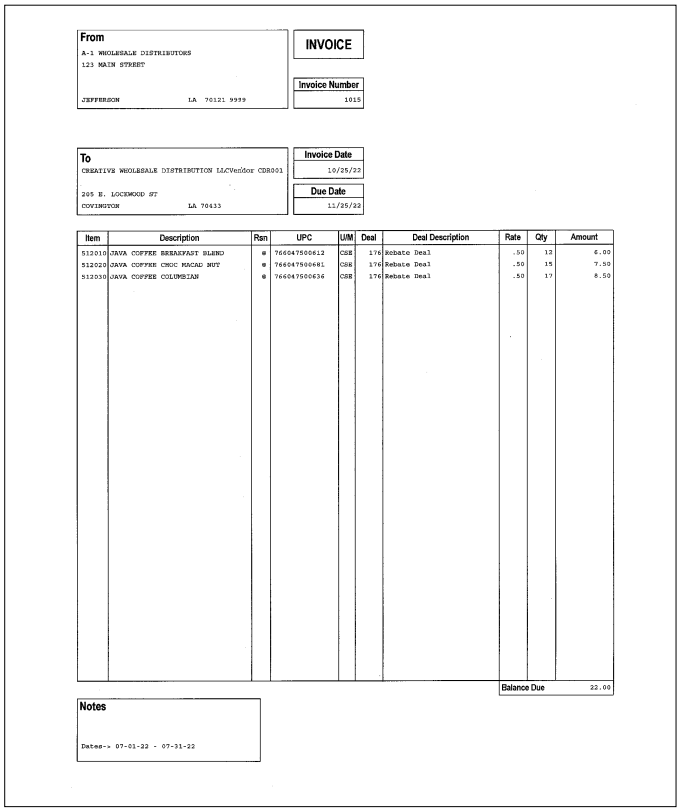 From
A-1 WHOLESALE DISTRIBUTORS
123 MAIN STREET
JEFFERSON LA 70121 9999
INVOICE
Invoice Number
1015
To
CREATIVE WHOLESALE DISTRIBUTION LLCVendor CDR001
205 E. LOCKWOOD ST
COVINGTON LA 70433
Invoice Date
10/25/22
Due Date
11/25/22
Item Description Rsn UPC U/M Deal Deal Description Rate Qty Amount
512010 JAVA COFFEE BREAKFAST BLEND @ 766047500612 CSE 176 Rebate Deal .50 12 6.00
512020 JAVA COFFEE CHOC MACAD NUT @ 766047500681 CSE 176 Rebate Deal .50 15 7.50
512030 JAVA COFFEE COLUMBIAN @ 766047500636 CSE 176 Rebate Deal .50 17 8.50
Balance Due 22.00
Notes
Dates-> 07-01-22 - 07-31-22